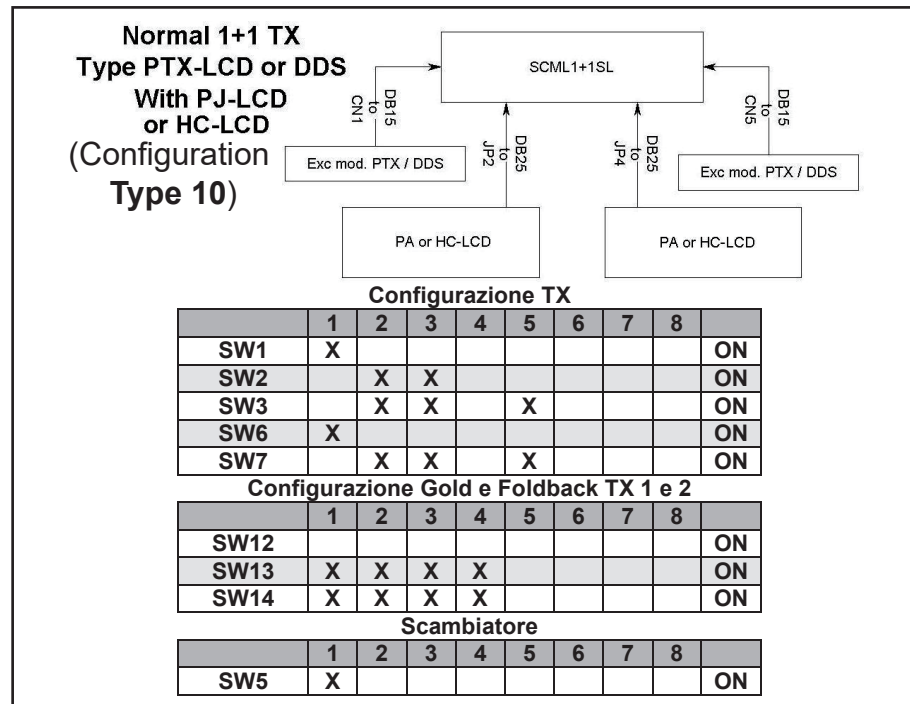 Normal 1+1 TX
Type PTX-LCD or DDS
With PJ-LCD
or HC-LCD
(Configuration
Type 10)
SCML1+1SL
DB15
to
CN1
DB25
to
JP2
DB25
to
JP4
DB15
to
CN5
Exc mod. PTX / DDS
Exc mod. PTX / DDS
PA or HC-LCD
PA or HC-LCD
Configurazione TX
1 2 3 4 5 6 7 8
SW1 X ON
SW2 X X ON
SW3 X X X ON
SW6 X ON
SW7 X X X ON
Configurazione Gold e Foldback TX 1 e 2
1 2 3 4 5 6 7 8
SW12 ON
SW13 X X X X ON
SW14 X X X X ON
Scambiatore
1 2 3 4 5 6 7 8
SW5 X ON